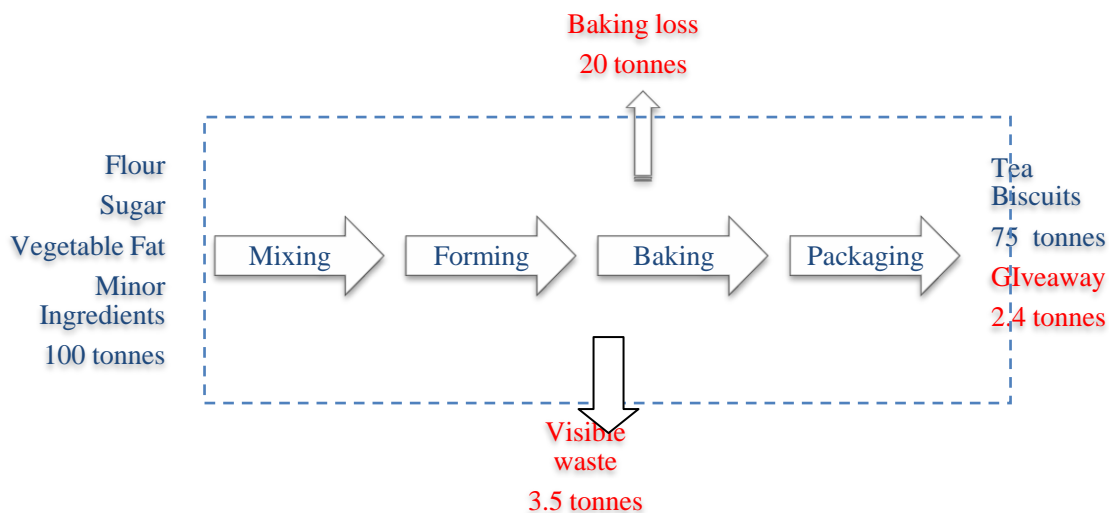 Baking loss
20 tonnes
Flour
Sugar
Vegetable Fat
Minor
Ingredients
100 tonnes
Mixing
Forming
Baking
Packaging
Tea
Biscuits
75 tonnes
GIveaway
2.4 tonnes
Visible
waste
3.5 tonnes